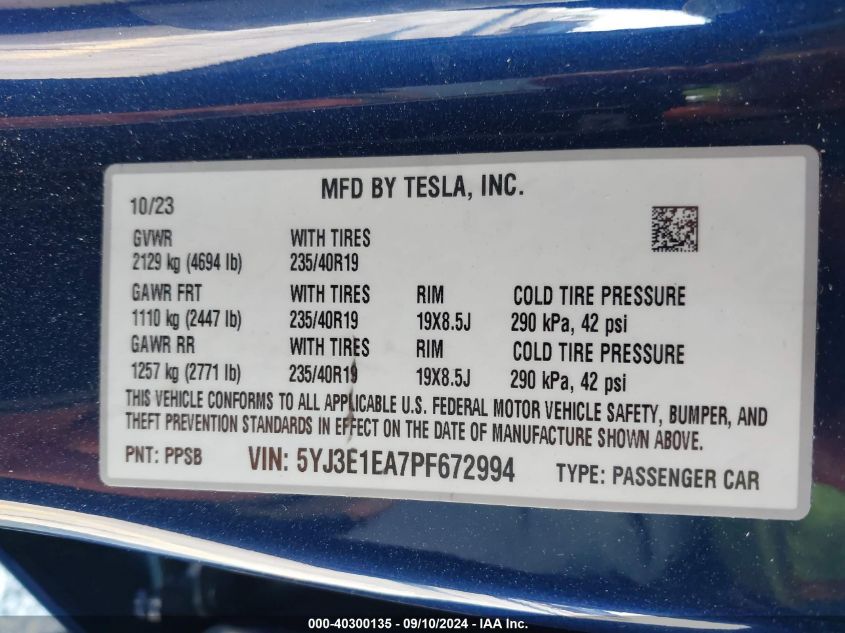 MFD BY TESLA, INC.
10/23
GVWR WITH TIRES
2129 kg (4694 lb) 235/40R19
GAWR FRT WITH TIRES RIM COLD TIRE PRESSURE
1110 kg (2447 lb) 235/40R19 19X8.5J 290 kPa, 42 psi
GAWR RR WITH TIRES RIM COLD TIRE PRESSURE
1257 kg (2771 lb) 235/40R19 19X8.5J 290 kPa, 42 psi
THIS VEHICLE CONFORMS TO ALL APPLICABLE U.S. FEDERAL MOTOR VEHICLE SAFETY, BUMPER, AND
THEFT PREVENTION STANDARDS IN EFFECT ON THE DATE OF MANUFACTURE SHOWN ABOVE.
PNT: PPSB VIN: 5YJ3E1EA7PF672994 TYPE: PASSENGER CAR
000-40300135 - 09/10/2024 - IAA Inc.